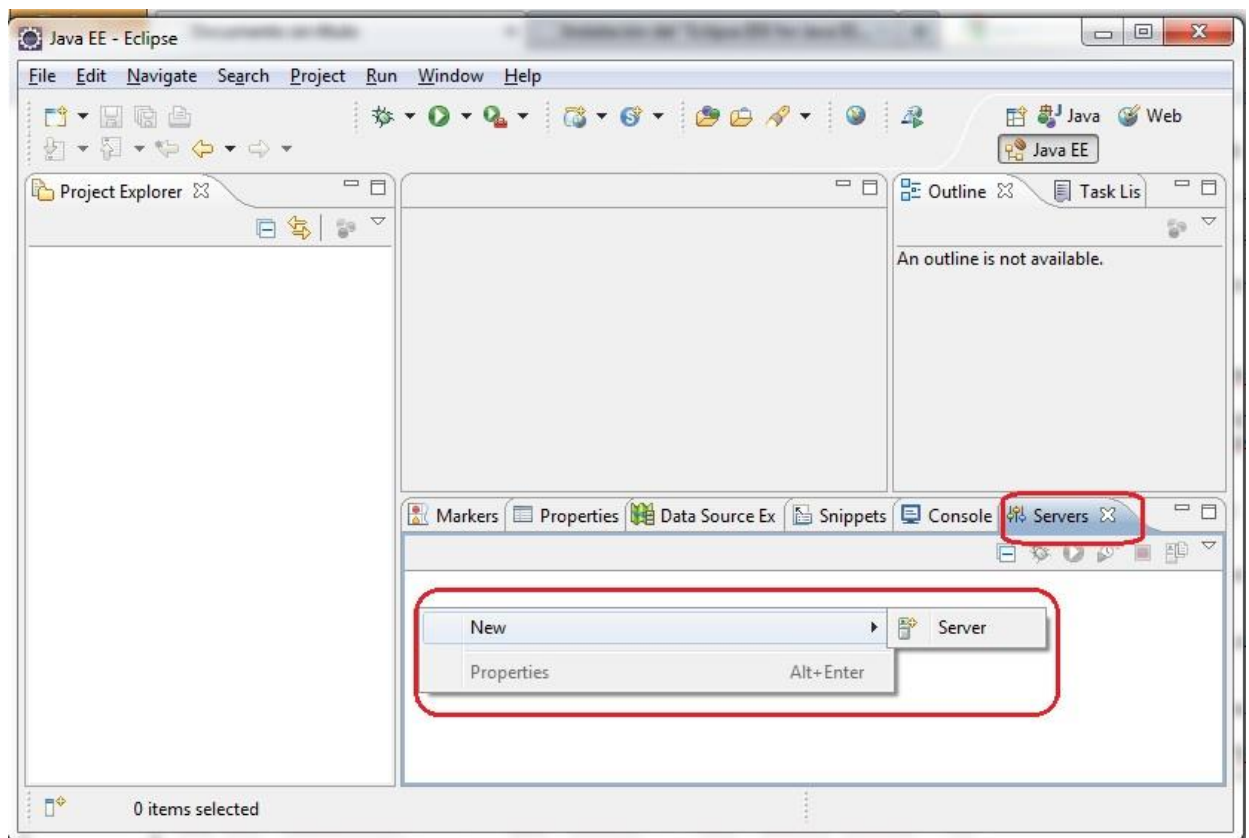 Java EE - Eclipse
File Edit Navigate Search Project Run Window Help
Java Web
Java EE
Project Explorer
Outline Task Lis
An outline is not available.
Markers Properties Data Source Ex Snippets Console Servers
New Server
Properties Alt+Enter
0 items selected